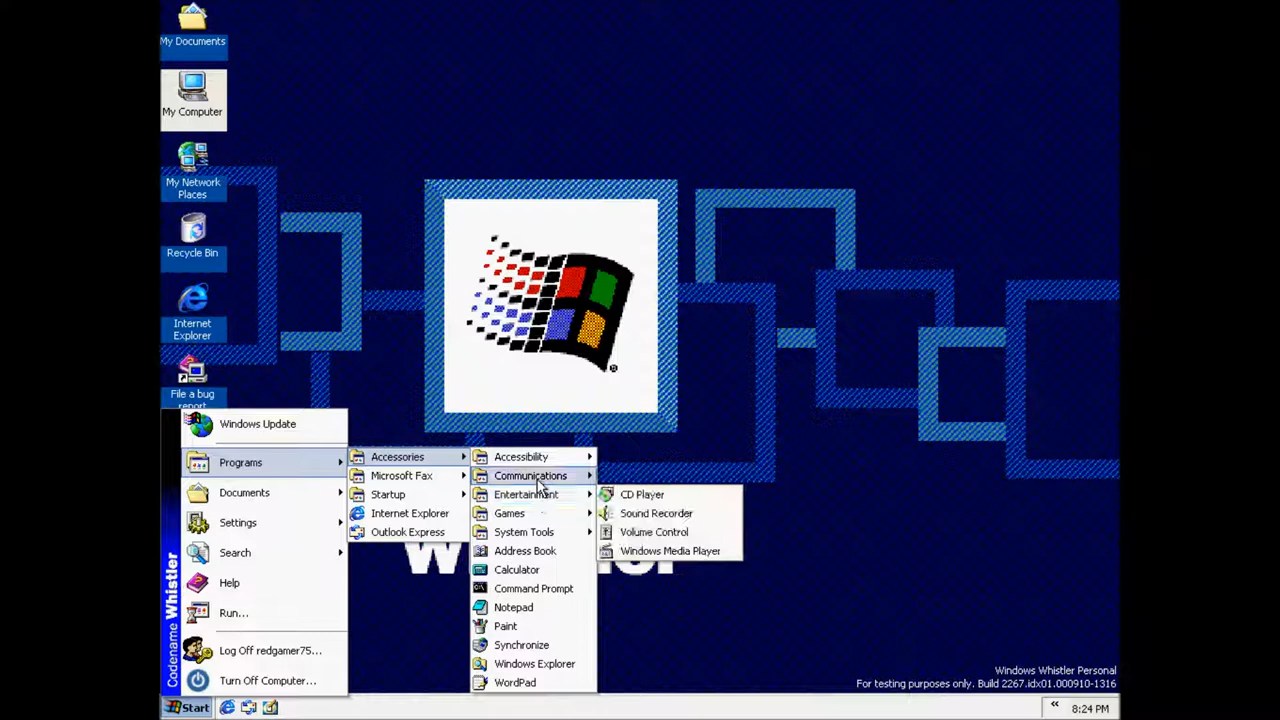 My Documents
My Computer
My Network
Places
Recycle Bin
Internet
Explorer
File a bug
report
Windows Update
Programs
Documents
Settings
Search
Help
Run...
Log Off redgamer75...
Turn Off Computer...
Codename Whistler
Accessories
Microsoft Fax
Startup
Internet Explorer
Outlook Express
Accessibility
Communications
Entertainment
Games
System Tools
Address Book
Calculator
Command Prompt
Notepad
Paint
Synchronize
Windows Explorer
WordPad
CD Player
Sound Recorder
Volume Control
Windows Media Player
Windows Whistler Personal
For testing purposes only. Build 2267.idx01.000910-1316
Start
8:24 PM